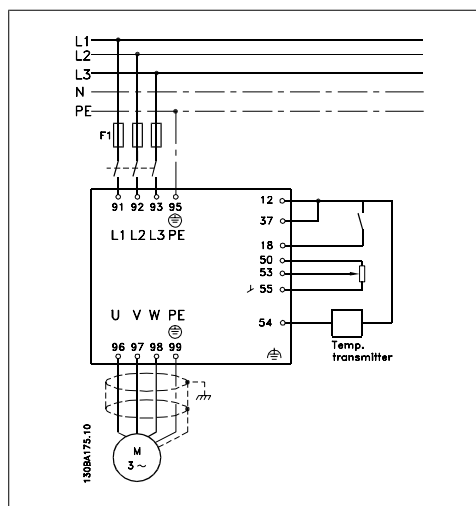 L1
L2
L3
N
PE
F1
91 92 93 95
L1 L2 L3 PE
12
37
18
50
53
55
54
Temp.
transmitter
U V W PE
96 97 98 99
M
3 ~
130BA175.10